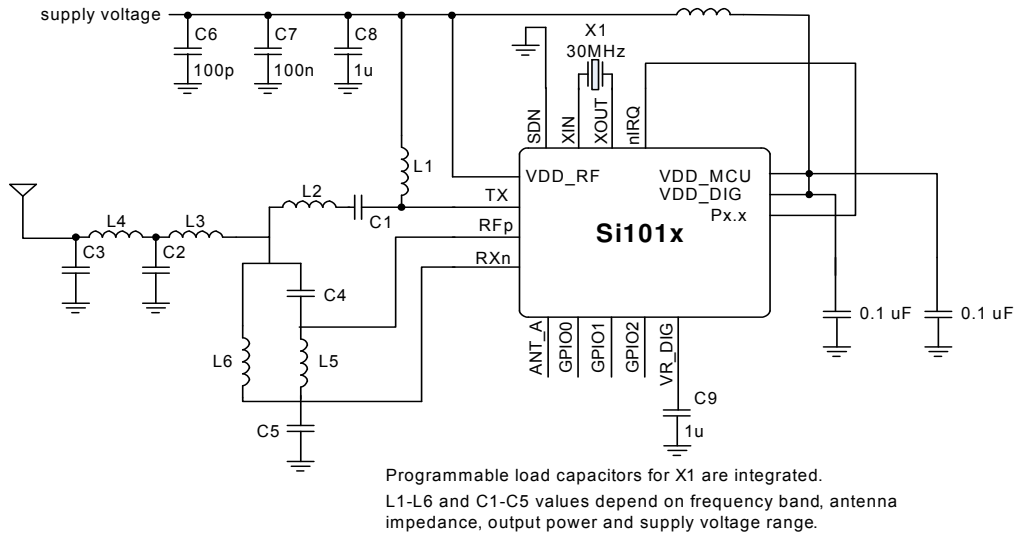 supply voltage
C6
100p
C7
100n
C8
1u
X1
30MHz
SDN
XIN
XOUT
nIRQ
L1
VDD_RF
VDD_MCU
VDD_DIG
Px.x
L2
C1
TX
RFp
RXn
Si101x
L4
L3
C3
C2
C4
L6
L5
C5
0.1 uF
0.1 uF
ANT_A
GPIO0
GPIO1
GPIO2
VR_DIG
C9
1u
Programmable load capacitors for X1 are integrated.
L1-L6 and C1-C5 values depend on frequency band, antenna
impedance, output power and supply voltage range.